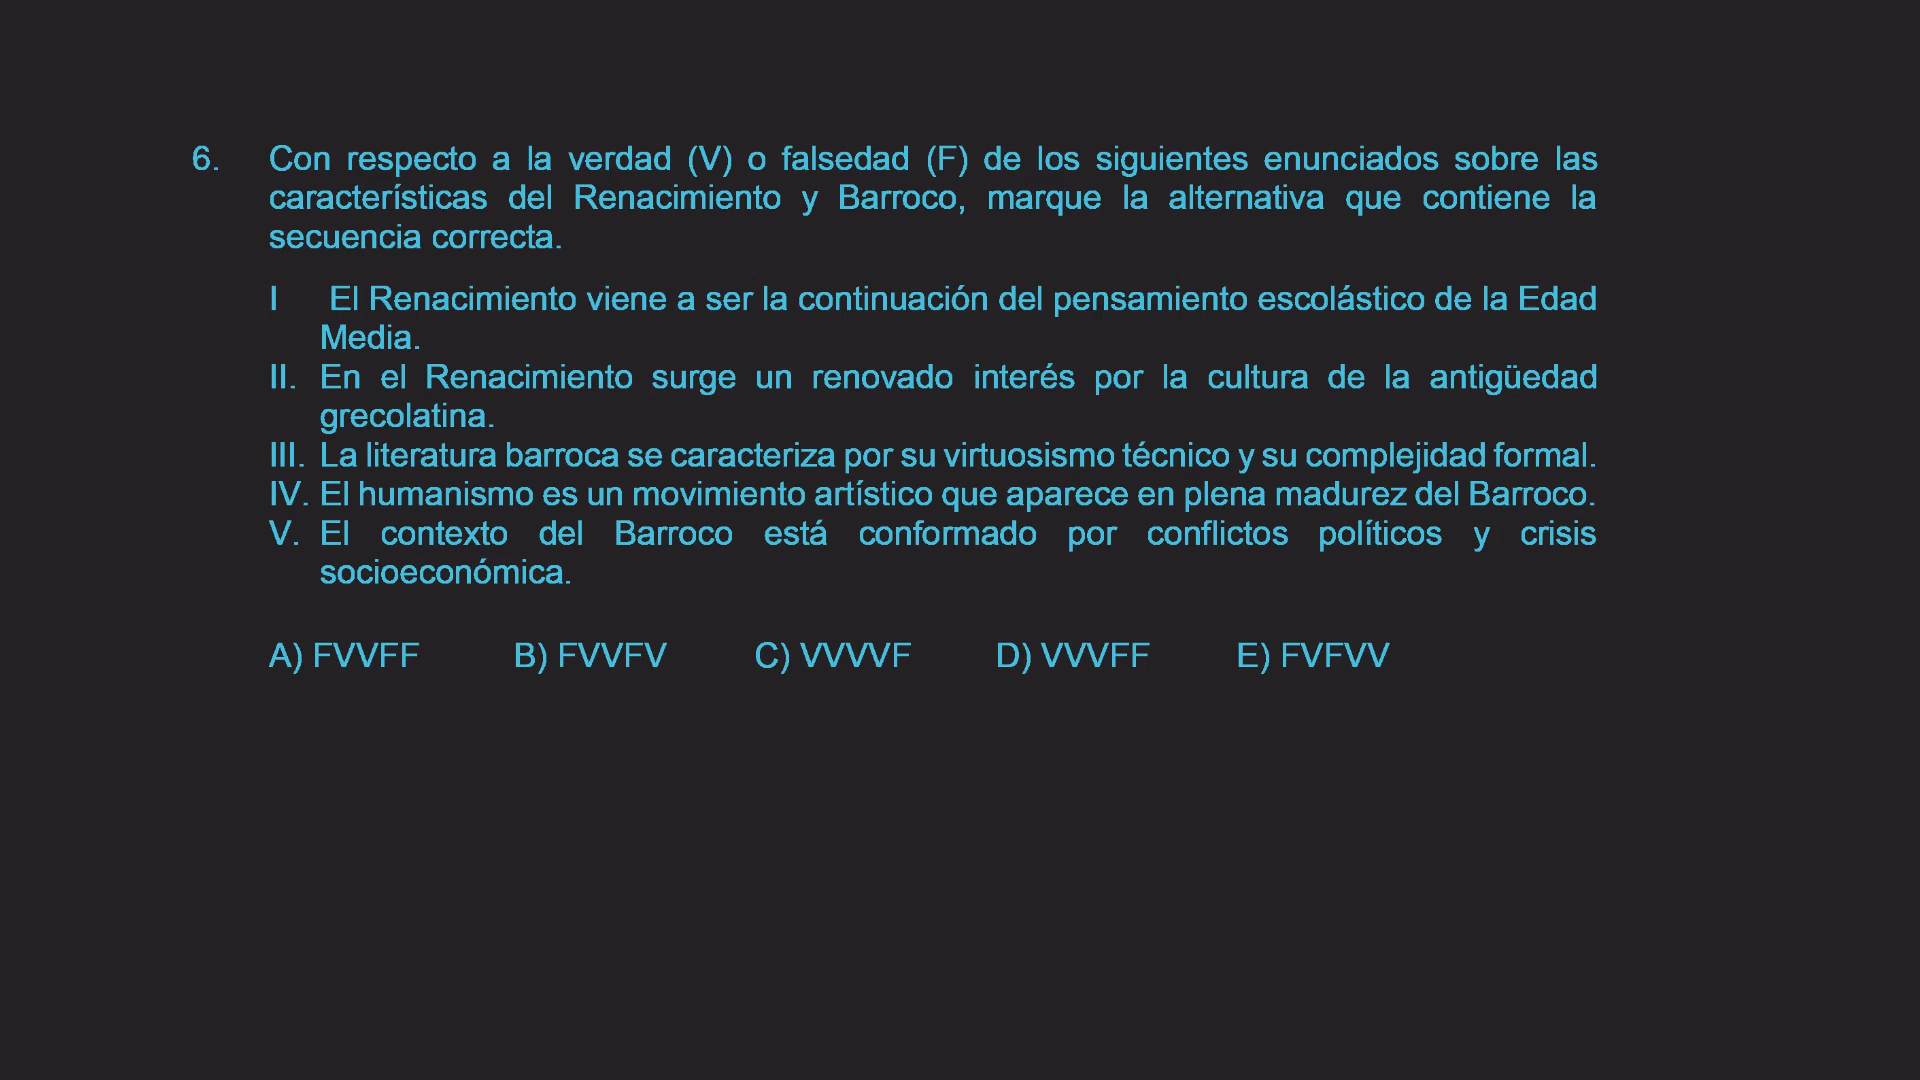 6. Con respecto a la verdad (V) o falsedad (F) de los siguientes enunciados sobre las
características del Renacimiento y Barroco, marque la alternativa que contiene la
secuencia correcta.
I El Renacimiento viene a ser la continuación del pensamiento escolástico de la Edad
Media.
II. En el Renacimiento surge un renovado interés por la cultura de la antigüedad
grecolatina.
III. La literatura barroca se caracteriza por su virtuosismo técnico y su complejidad formal.
IV. El humanismo es un movimiento artístico que aparece en plena madurez del Barroco.
V. El contexto del Barroco está conformado por conflictos políticos y crisis
socioeconómica.
A) FVVFF B) FVVFV C) VVVVF D) VVVFF E) FVFVV